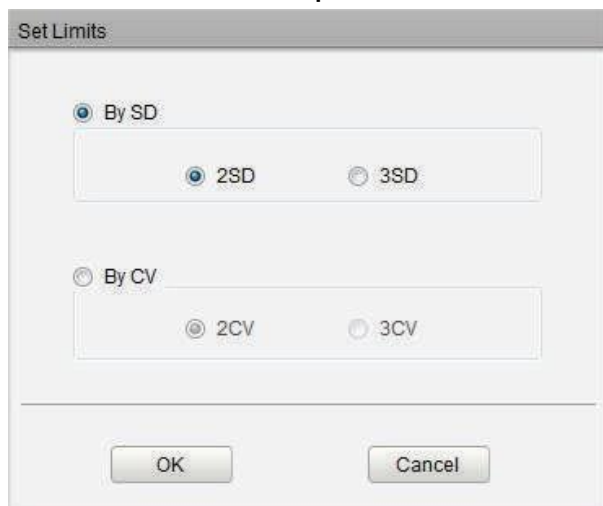 Set Limits
By SD
2SD 3SD
By CV
2CV 3CV
OK Cancel